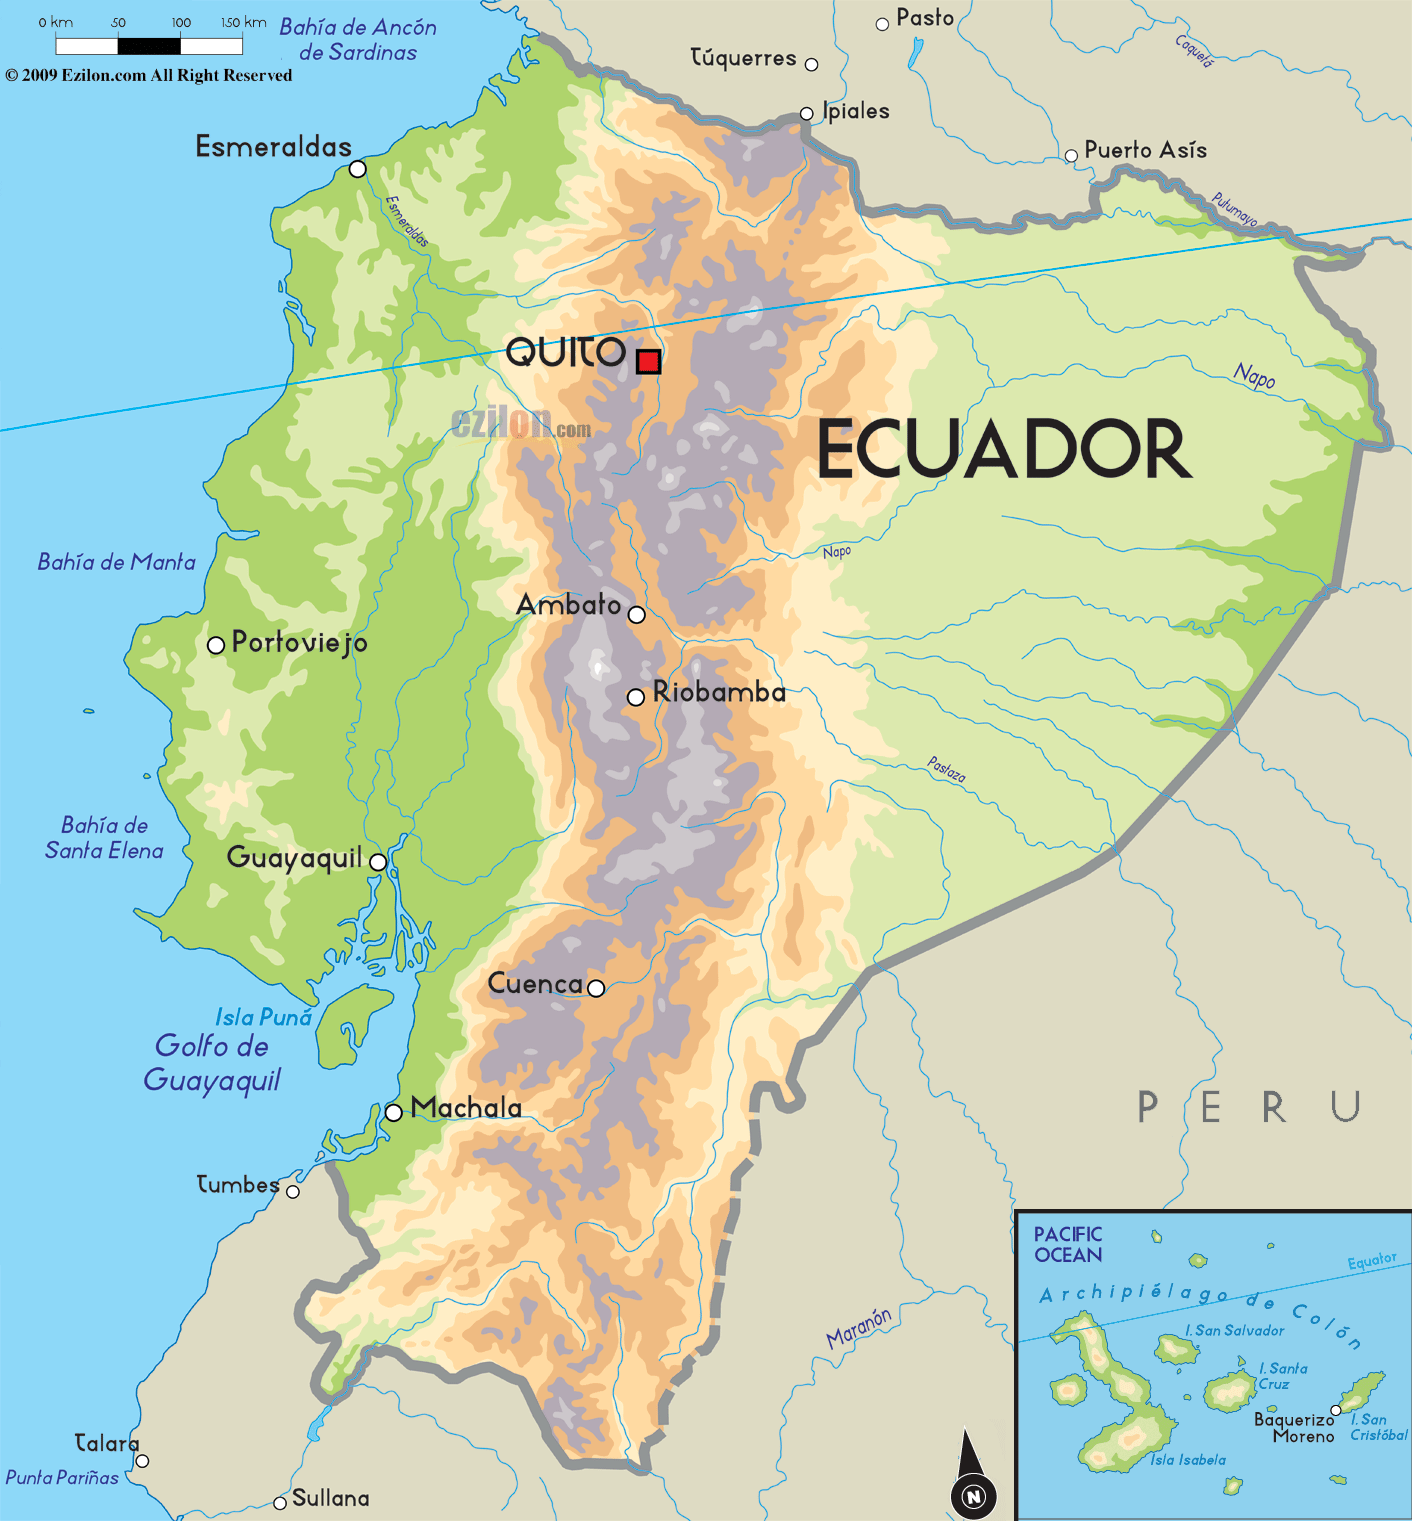 0 km 50 100 150 km
© 2009 Ezilon.com All Right Reserved
Bahía de Ancón
de Sardinas
Pasto
Túquerres
Ipiales
Caquetá
Puerto Asís
Putumayo
Esmeraldas
Esmeraldas
QUITO
ezilon.com
ECUADOR
Napo
Napo
Bahía de Manta
Portoviejo
Ambato
Riobamba
Pastaza
Bahía de
Santa Elena
Guayaquil
Cuenca
Isla Puná
Golfo de
Guayaquil
Machala
Tumbes
PERU
Marañón
Talara
Punta Pariñas
Sullana
N
PACIFIC
OCEAN
Equator
Archipiélago de Colón
I. San Salvador
I. Santa
Cruz
Baquerizo
Moreno
I. San
Cristóbal
Isla Isabela